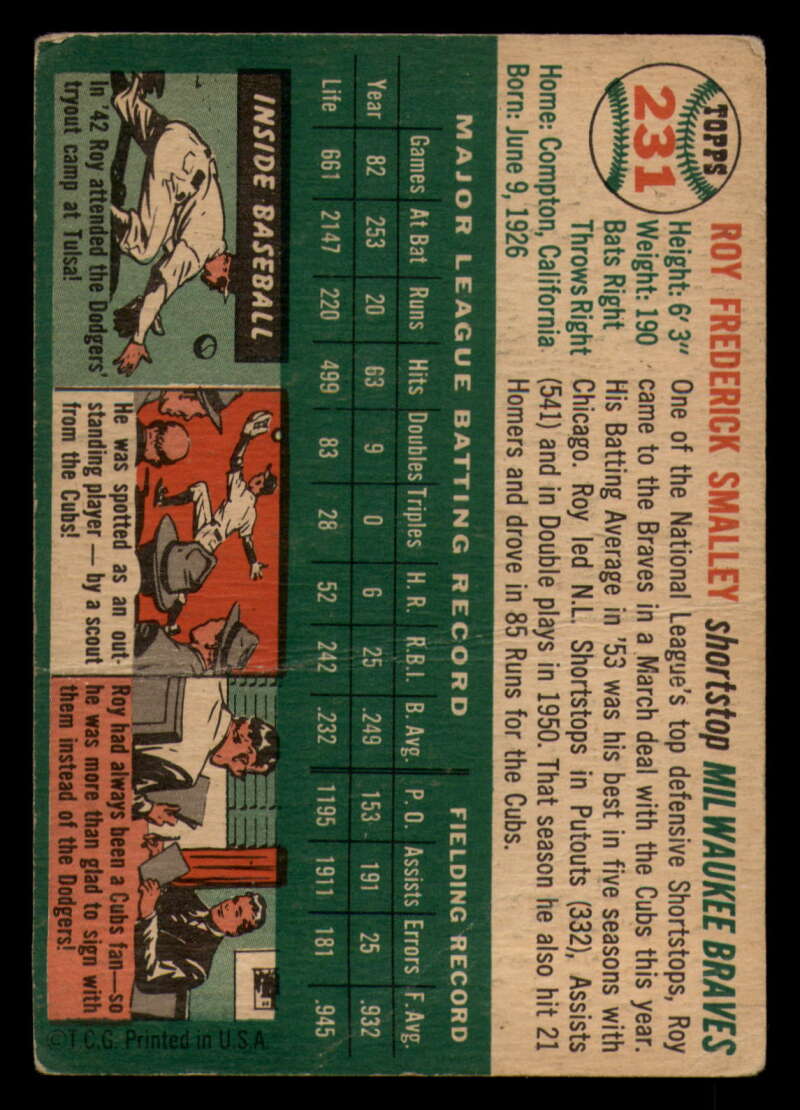 TOPPS
231
ROY FREDERICK SMALLEY shortstop MILWAUKEE BRAVES
Height: 6' 3"
Weight: 190
Bats Right
Throws Right
Home: Compton, California
Born: June 9, 1926
One of the National League's top defensive Shortstops, Roy
came to the Braves in a March deal with the Cubs this year.
His Batting Average in '53 was his best in five seasons with
Chicago. Roy led N.L. Shortstops in Putouts (332), Assists
(541) and in Double plays in 1950. That season he also hit 21
Homers and drove in 85 Runs for the Cubs.
MAJOR LEAGUE BATTING RECORD FIELDING RECORD
Games At Bat Runs Hits Doubles Triples H. R. R.B.I. B. Avg. P. O. Assists Errors F. Avg.
Year 82 253 20 63 9 0 6 25 .249 153 191 25 .932
Life 661 2147 220 499 83 28 52 242 .232 1195 1911 181 .945
INSIDE BASEBALL
In '42 Roy attended the Dodgers'
tryout camp at Tulsa!
He was spotted as an out-
standing player — by a scout
from the Cubs!
Roy had always been a Cubs fan—so
he was more than glad to sign with
them instead of the Dodgers!
© T.C.G. Printed in U.S.A.